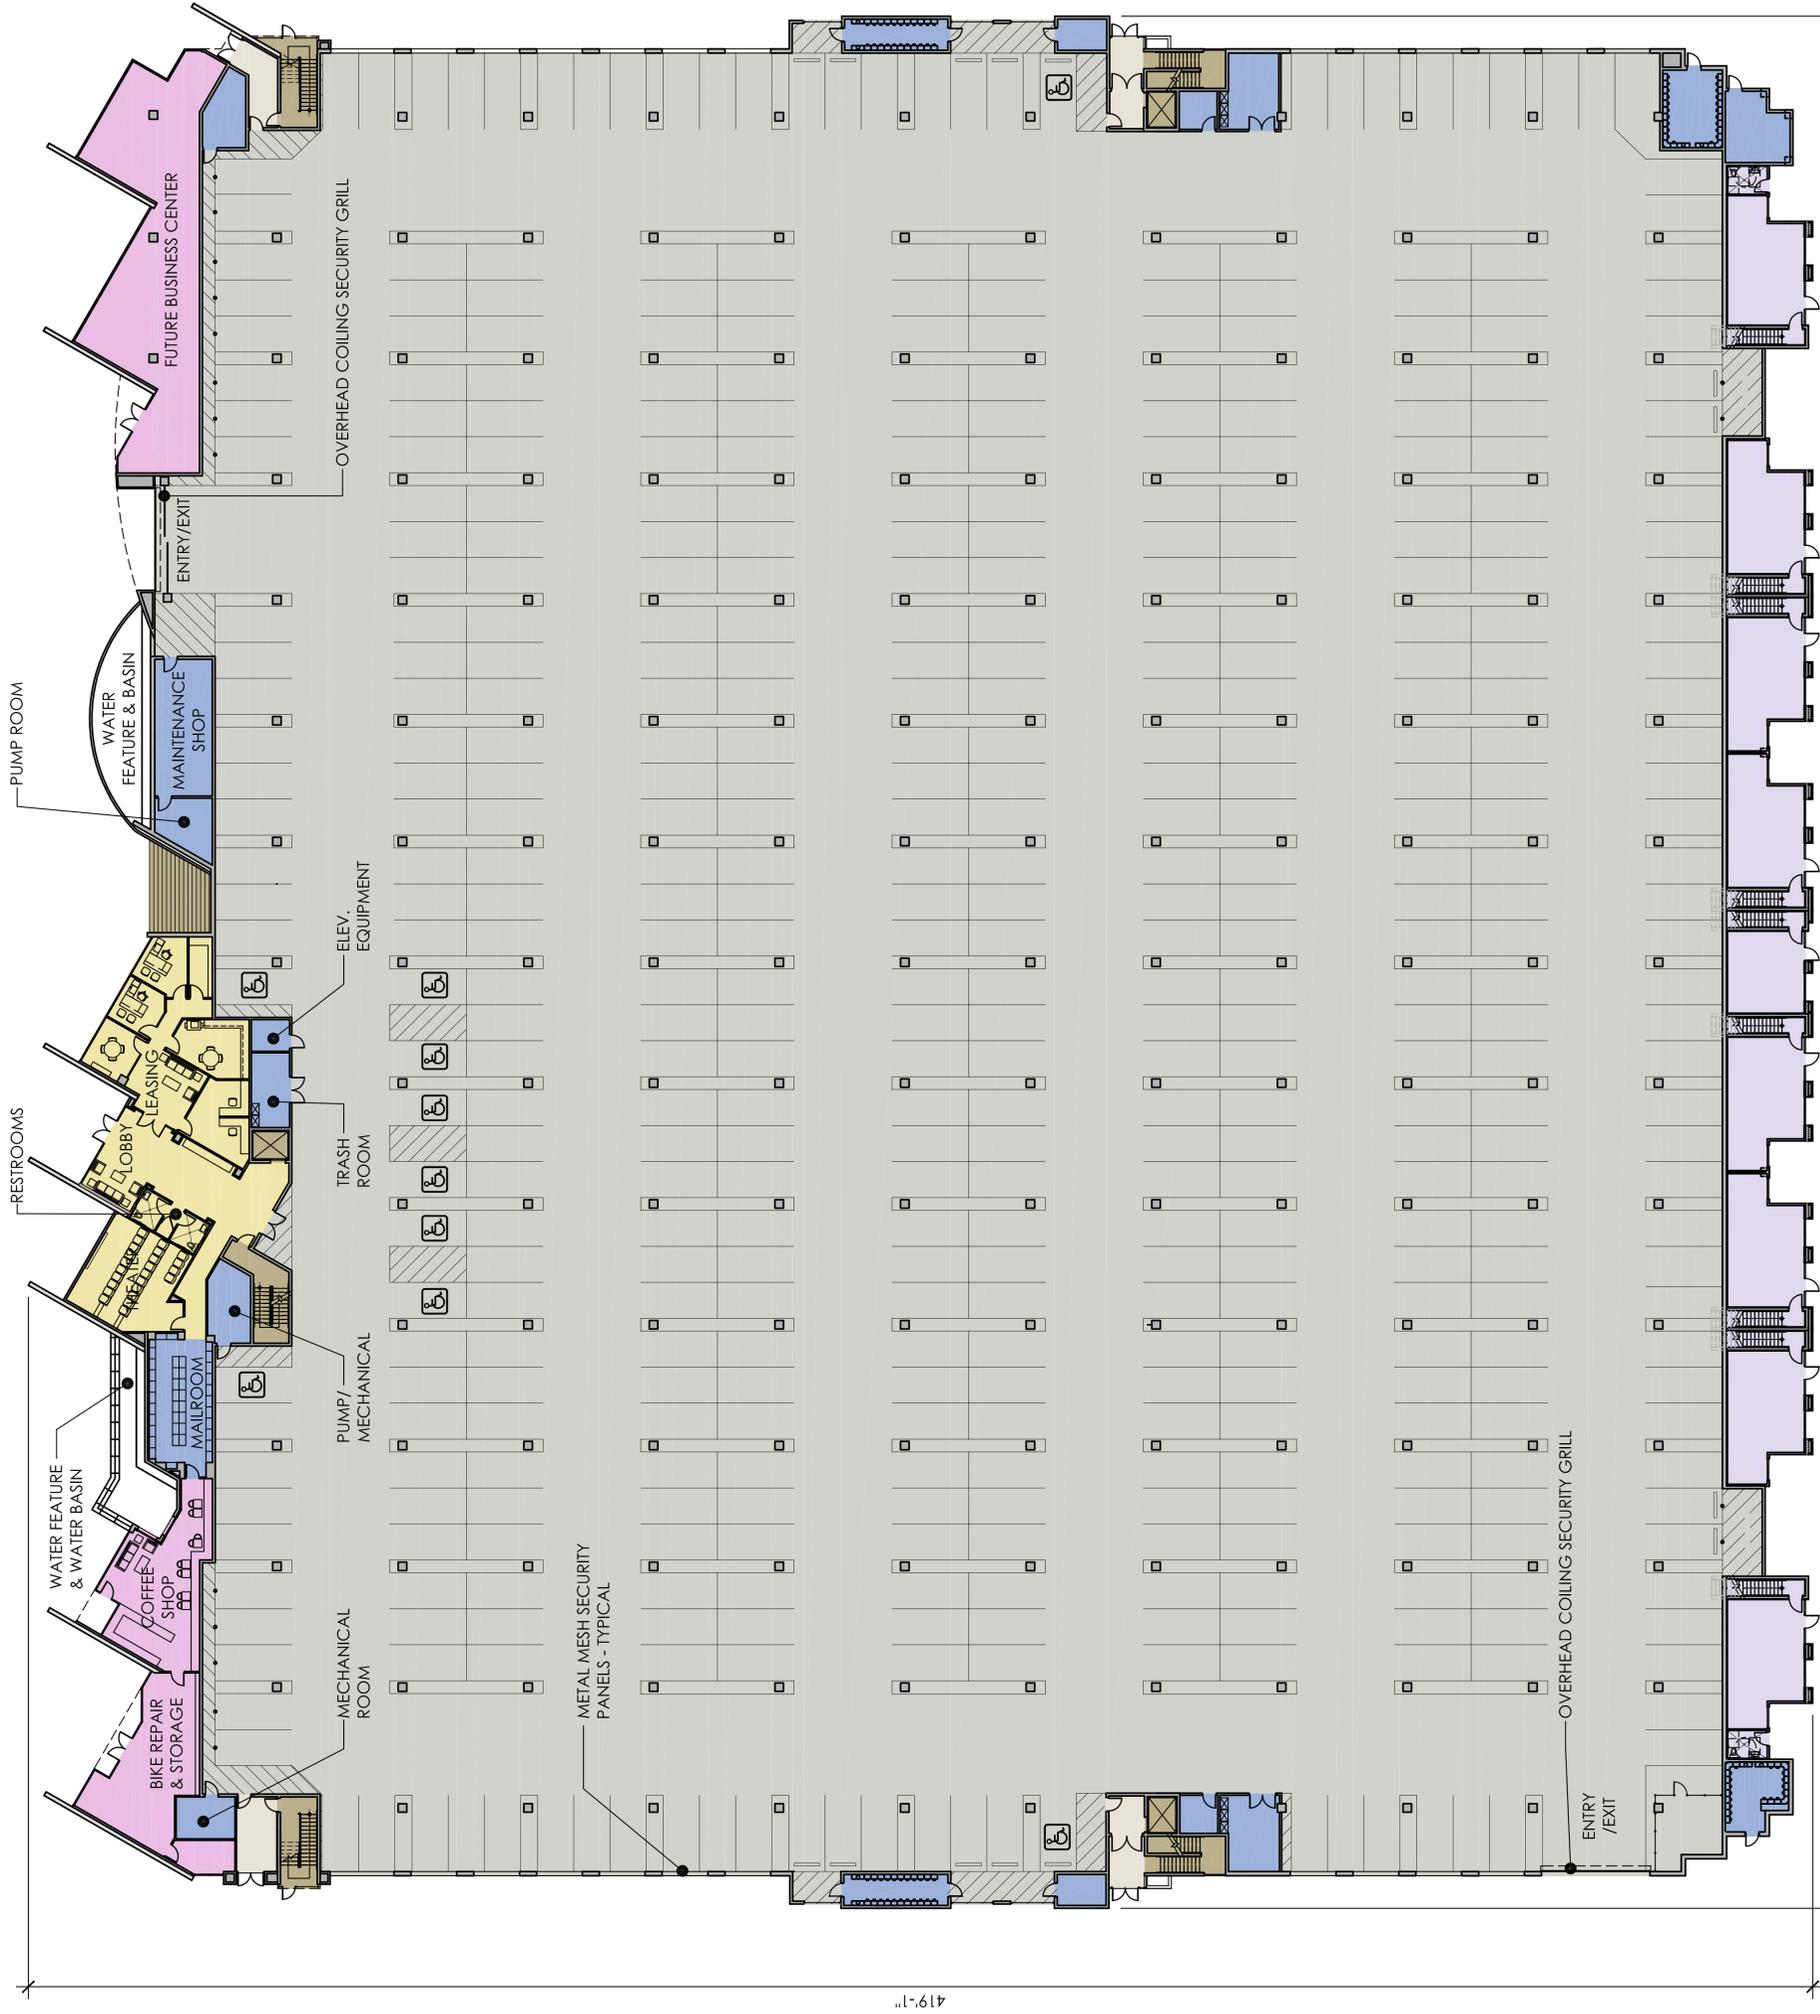 FUTURE BUSINESS CENTER
OVERHEAD COILING SECURITY GRILL
ENTRY/EXIT
PUMP ROOM
WATER
FEATURE & BASIN
MAINTENANCE
SHOP
ELEV.
EQUIPMENT
LEASING
LOBBY
RESTROOMS
TRASH
ROOM
THEATER
PUMP/
MECHANICAL
MAILROOM
WATER FEATURE
& WATER BASIN
COFFEE
SHOP
BIKE REPAIR
& STORAGE
MECHANICAL
ROOM
METAL MESH SECURITY
PANELS - TYPICAL
OVERHEAD COILING SECURITY GRILL
ENTRY
/EXIT
419'-1"